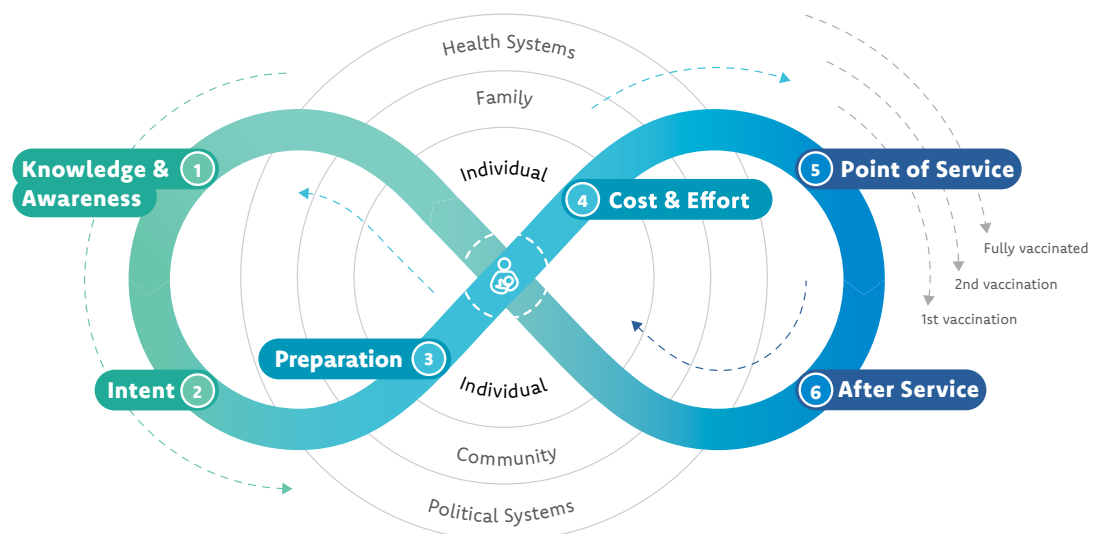 Health Systems
Family
Individual
Knowledge & 1
Awareness
5 Point of Service
4 Cost & Effort
Fully vaccinated
2nd vaccination
1st vaccination
Preparation 3
Intent 2
Individual
6 After Service
Community
Political Systems